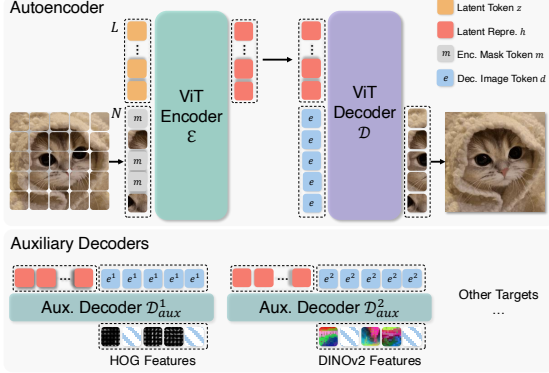 Autoencoder
L
N
m
m
m
ViT
Encoder
ℰ
e
e
e
e
e
ViT
Decoder
𝒟
Latent Token z
Latent Repre. h
m Enc. Mask Token m
e Dec. Image Token d
Auxiliary Decoders
e¹ e¹ e¹ e¹ e¹
Aux. Decoder 𝒟¹aux
HOG Features
e² e² e² e² e²
Aux. Decoder 𝒟²aux
DINOv2 Features
Other Targets
...